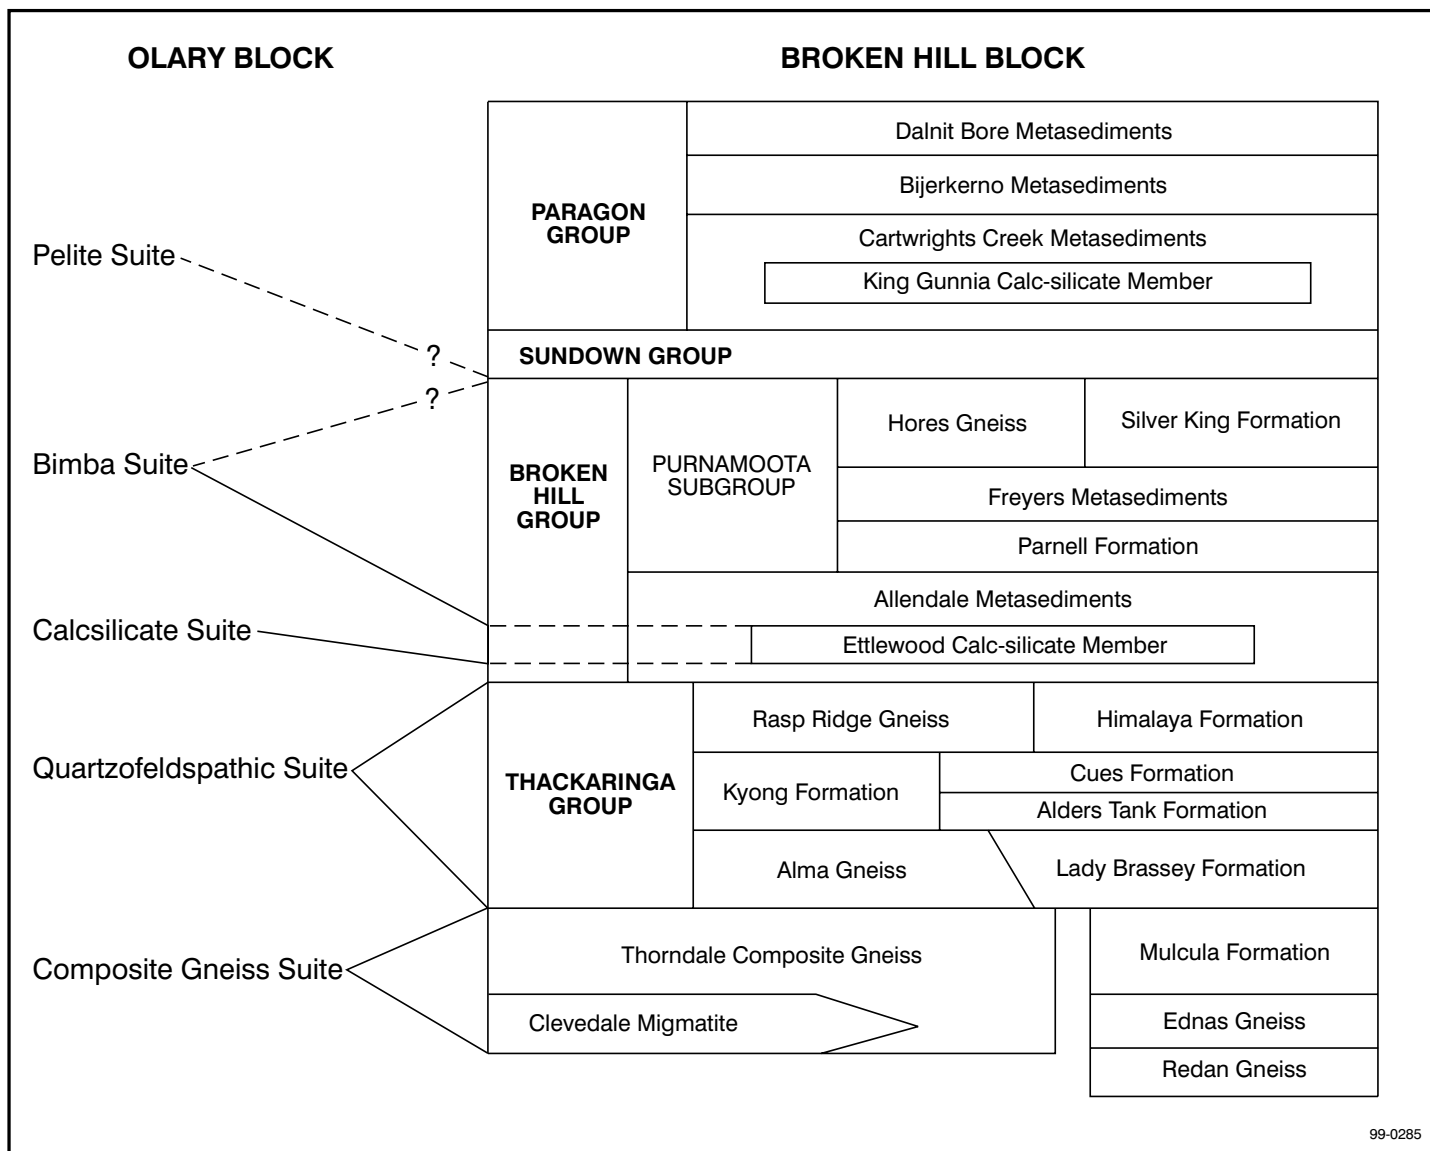 OLARY BLOCK
BROKEN HILL BLOCK
Dalnit Bore Metasediments
Bijerkerno Metasediments
PARAGON
GROUP
Cartwrights Creek Metasediments
Pelite Suite
King Gunnia Calc-silicate Member
?
SUNDOWN GROUP
?
Hores Gneiss
Silver King Formation
Bimba Suite
BROKEN
HILL
GROUP
PURNAMOOTA
SUBGROUP
Freyers Metasediments
Parnell Formation
Allendale Metasediments
Calcsilicate Suite
Ettlewood Calc-silicate Member
Rasp Ridge Gneiss
Himalaya Formation
Quartzofeldspathic Suite
THACKARINGA
GROUP
Kyong Formation
Cues Formation
Alders Tank Formation
Alma Gneiss
Lady Brassey Formation
Composite Gneiss Suite
Thorndale Composite Gneiss
Mulcula Formation
Clevedale Migmatite
Ednas Gneiss
Redan Gneiss
99-0285